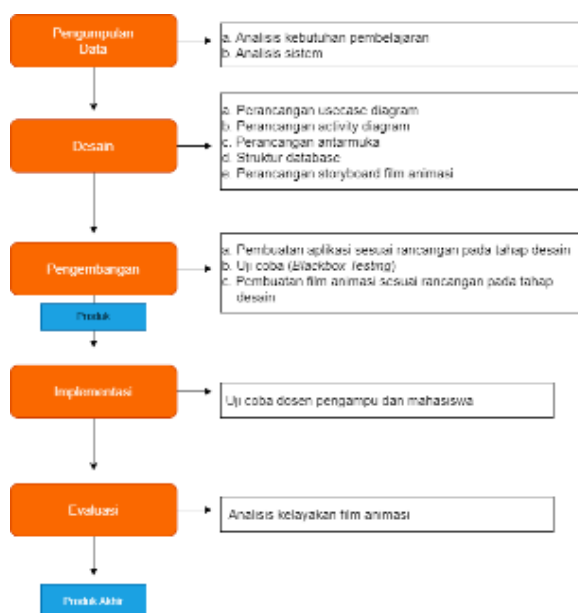 Pengumpulan
Data
a. Analisis kebutuhan pembelajaran
b. Analisis sistem
Desain
a. Perancangan usecase diagram
b. Perancangan activity diagram
c. Perancangan antarmuka
d. Struktur database
e. Perancangan storyboard film animasi
Pengembangan
a. Pembuatan aplikasi sesuai rancangan pada tahap desain
b. Uji coba (Blackbox Testing)
c. Pembuatan film animasi sesuai rancangan pada tahap
desain
Produk
Implementasi
Uji coba dosen pengampu dan mahasiswa
Evaluasi
Analisis kelayakan film animasi
Produk Akhir